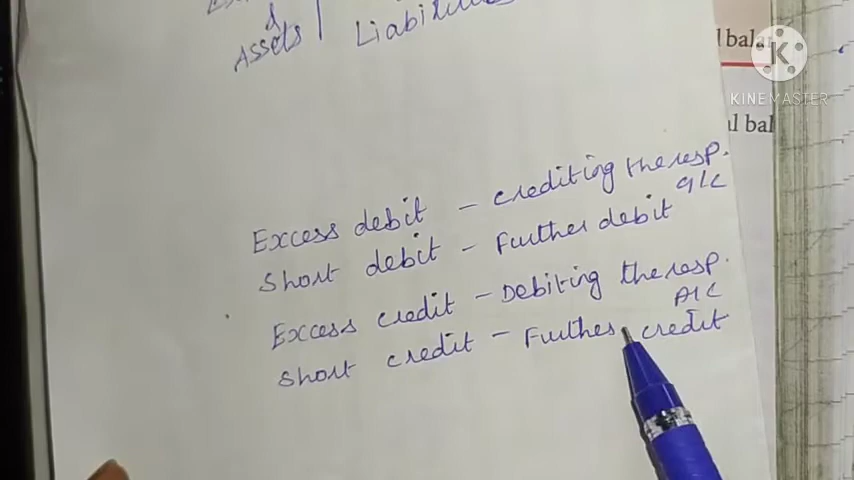 &
Assets
KINEMASTER
Excess debit - crediting the resp. a/c
Short debit - Further debit
Excess credit - Debiting the resp. A/C
Short credit - Further credit